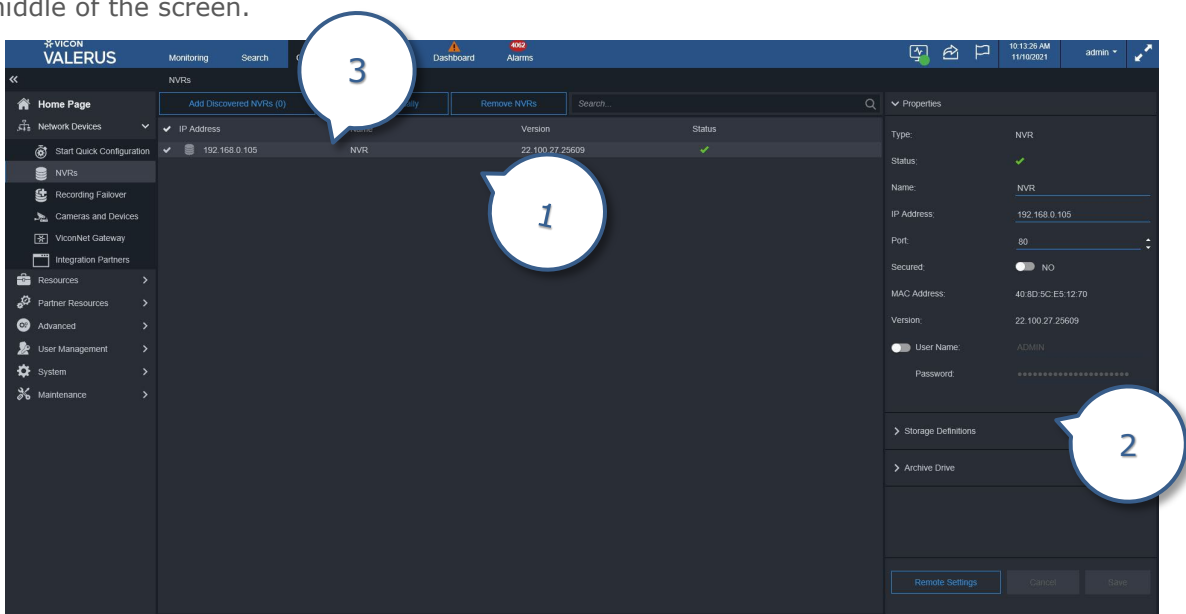 middle of the screen.
VICON
VALERUS
Monitoring
Search
Dashboard
4062
Alarms
10:13:26 AM
11/10/2021
admin
NVRs
Home Page
Network Devices
Start Quick Configuration
NVRs
Recording Failover
Cameras and Devices
ViconNet Gateway
Integration Partners
Resources
Partner Resources
Advanced
User Management
System
Maintenance
Add Discovered NVRs (0)
Remove NVRs
Search...
IP Address
Version
Status
192.168.0.105
NVR
22.100.27.25609
3
1
2
Properties
Type:
NVR
Status:
Name:
NVR
IP Address:
192.168.0.105
Port:
80
Secured:
NO
MAC Address:
40:8D:5C:E5:12:70
Version:
22.100.27.25609
User Name:
ADMIN
Password:
Storage Definitions
Archive Drive
Remote Settings
Cancel
Save